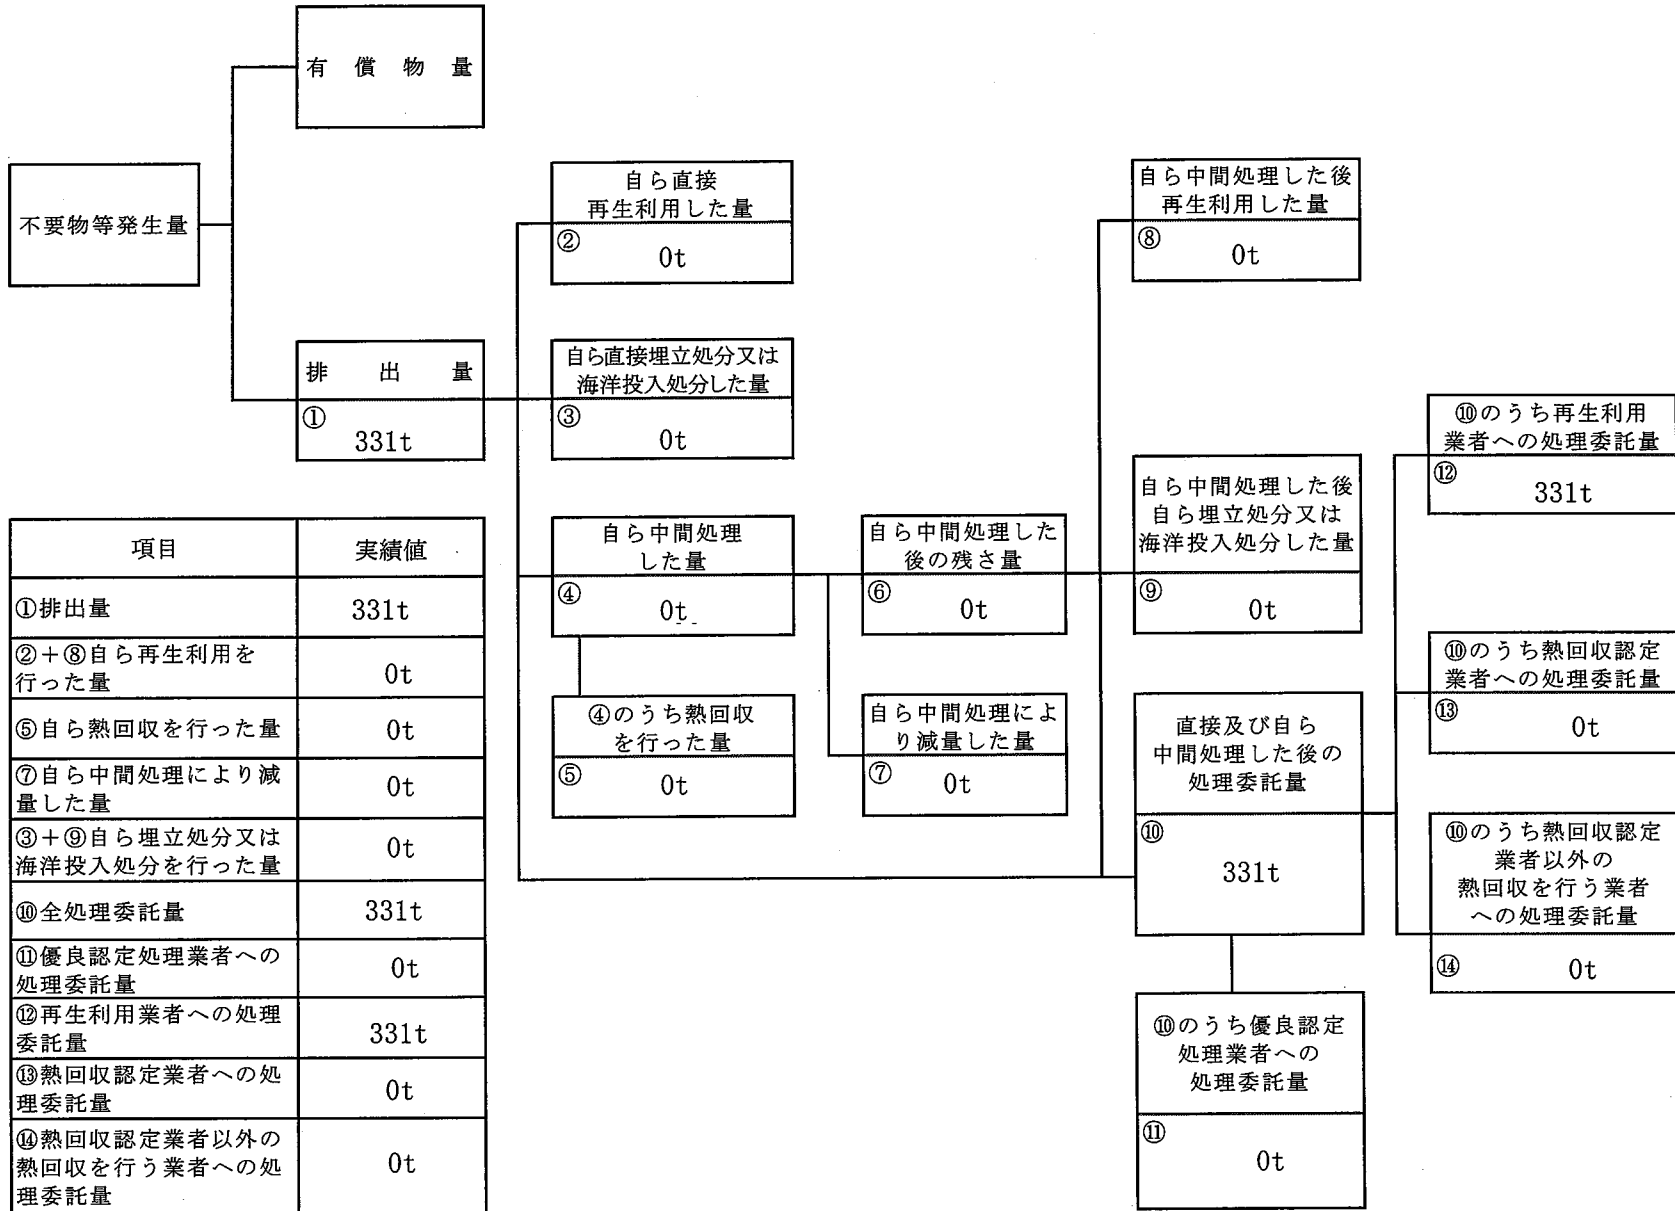 有償物量
不要物等発生量
排出量
①
331t
自ら直接
再生利用した量
②
0t
自ら直接埋立処分又は
海洋投入処分した量
③
0t
自ら中間処理
した量
④
0t
④のうち熱回収
を行った量
⑤
0t
自ら中間処理した
後の残さ量
⑥
0t
自ら中間処理によ
り減量した量
⑦
0t
自ら中間処理した後
再生利用した量
⑧
0t
自ら中間処理した後
自ら埋立処分又は
海洋投入処分した量
⑨
0t
直接及び自ら
中間処理した後の
処理委託量
⑩
331t
⑩のうち優良認定
処理業者への
処理委託量
⑪
0t
⑩のうち再生利用
業者への処理委託量
⑫
331t
⑩のうち熱回収認定
業者への処理委託量
⑬
0t
⑩のうち熱回収認定
業者以外の
熱回収を行う業者
への処理委託量
⑭
0t
項目 実績値
①排出量 331t
②+⑧自ら再生利用を
行った量 0t
⑤自ら熱回収を行った量 0t
⑦自ら中間処理により減
量した量 0t
③+⑨自ら埋立処分又は
海洋投入処分を行った量 0t
⑩全処理委託量 331t
⑪優良認定処理業者への
処理委託量 0t
⑫再生利用業者への処理
委託量 331t
⑬熱回収認定業者への処
理委託量 0t
⑭熱回収認定業者以外の
熱回収を行う業者への処
理委託量 0t